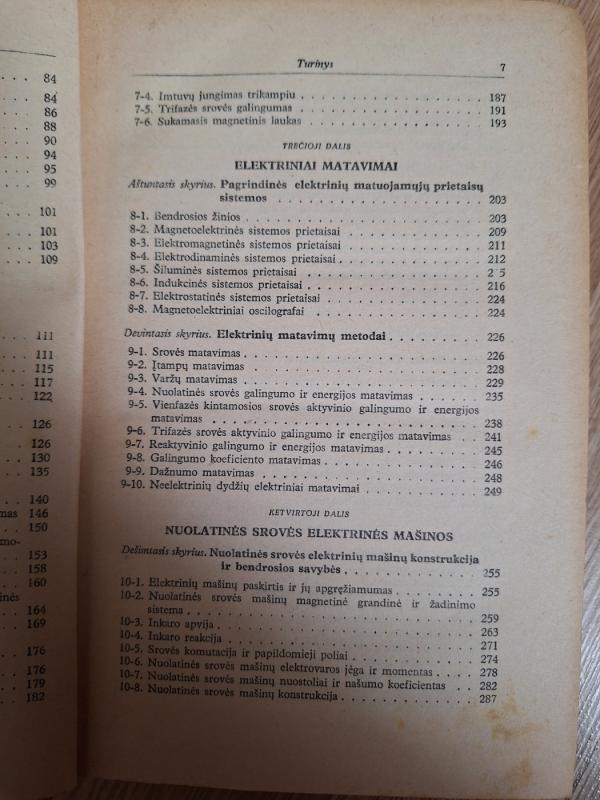 . . . 84
. . . 84
. . . 86
. . . 88
. . . 90
. . . 94
. . . 95
. . . 99
. . . 101
. . . 101
. . . 103
. . . 109
. . . 111
. . . 111
. . . 115
. . . 117
. . . 122
. . . 126
. . . 126
. . . 130
. . . 135
. . . 140
mas 146
. . 150
mo-
. . . 153
. . . 158
. . . 160
inės
. . . 164
. . . 169
. . . 176
. . . 176
. . . 179
. . . 182
Turinys 7
7-4. Imtuvų jungimas trikampiu . . . 187
7-5. Trifazės srovės galingumas . . . 191
7-6. Sukamasis magnetinis laukas . . . 193
TREČIOJI DALIS
ELEKTRINIAI MATAVIMAI
Aštuntasis skyrius. Pagrindinės elektrinių matuojamųjų prietaisų
sistemos . . . 203
8-1. Bendrosios žinios . . . 203
8-2. Magnetoelektrinės sistemos prietaisai . . . 209
8-3. Elektromagnetinės sistemos prietaisai . . . 211
8-4. Elektrodinaminės sistemos prietaisai . . . 212
8-5. Šiluminės sistemos prietaisai . . . 2 5
8-6. Indukcinės sistemos prietaisai . . . 216
8-7. Elektrostatinės sistemos prietaisai . . . 224
8-8. Magnetoelektriniai oscilografai . . . 224
Devintasis skyrius. Elektrinių matavimų metodai . . . 226
9-1. Srovės matavimas . . . 226
9-2. Įtampų matavimas . . . 228
9-3. Varžų matavimas . . . 229
9-4. Nuolatinės srovės galingumo ir energijos matavimas . . . 235
9-5. Vienfazės kintamosios srovės aktyvinio galingumo ir energijos
matavimas . . . 238
9-6. Trifazės srovės aktyvinio galingumo ir energijos matavimas . . 241
9-7. Reaktyvinio galingumo ir energijos matavimas . . . 245
9-8. Galingumo koeficiento matavimas . . . 246
9-9. Dažnumo matavimas . . . 248
9-10. Neelektrinių dydžių elektriniai matavimai . . . 249
KETVIRTOJI DALIS
NUOLATINĖS SROVĖS ELEKTRINĖS MAŠINOS
Dešimtasis skyrius. Nuolatinės srovės elektrinių mašinų konstrukcija
ir bendrosios savybės . . . 255
10-1. Elektrinių mašinų paskirtis ir jų apgręžiamumas . . . 255
10-2. Nuolatinės srovės mašinų magnetinė grandinė ir žadinimo
sistema . . . 259
10-3. Inkaro apvija . . . 263
10-4. Inkaro reakcija . . . 271
10-5. Srovės komutacija ir papildomieji poliai . . . 274
10-6. Nuolatinės srovės mašinų elektrovaros jėga ir momentas . . . 278
10-7. Nuolatinės srovės mašinų nuostoliai ir našumo koeficientas . . 282
10-8. Nuolatinės srovės mašinų konstrukcija . . . 287